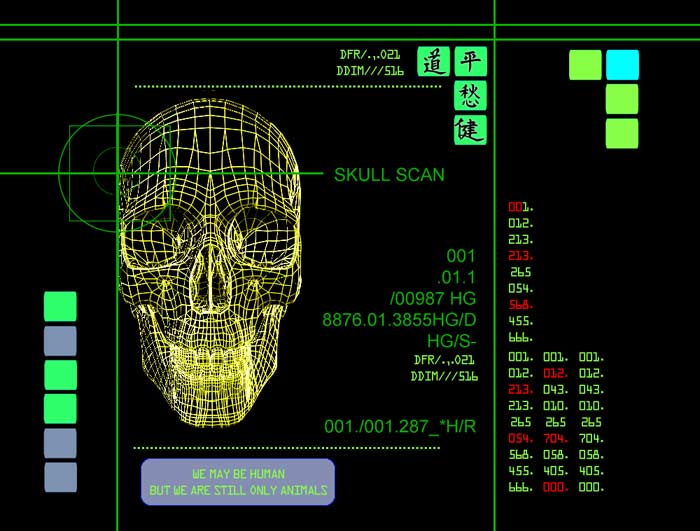 DFR/.,.021
DDIM///516
道 平
愁
健
SKULL SCAN
001
.01.1
/00987 HG
8876.01.3855HG/D
HG/S-
DFR/.,.021
DDIM///516
001./001.287_*H/R
WE MAY BE HUMAN
BUT WE ARE STILL ONLY ANIMALS
001.
012.
213.
213.
265
054.
568.
455.
666.
001. 001. 001.
012. 012. 012.
213. 043. 043.
213. 010. 010.
265 265 265
054. 704. 704.
568. 058. 058.
455. 405. 405.
666. 000. 000.